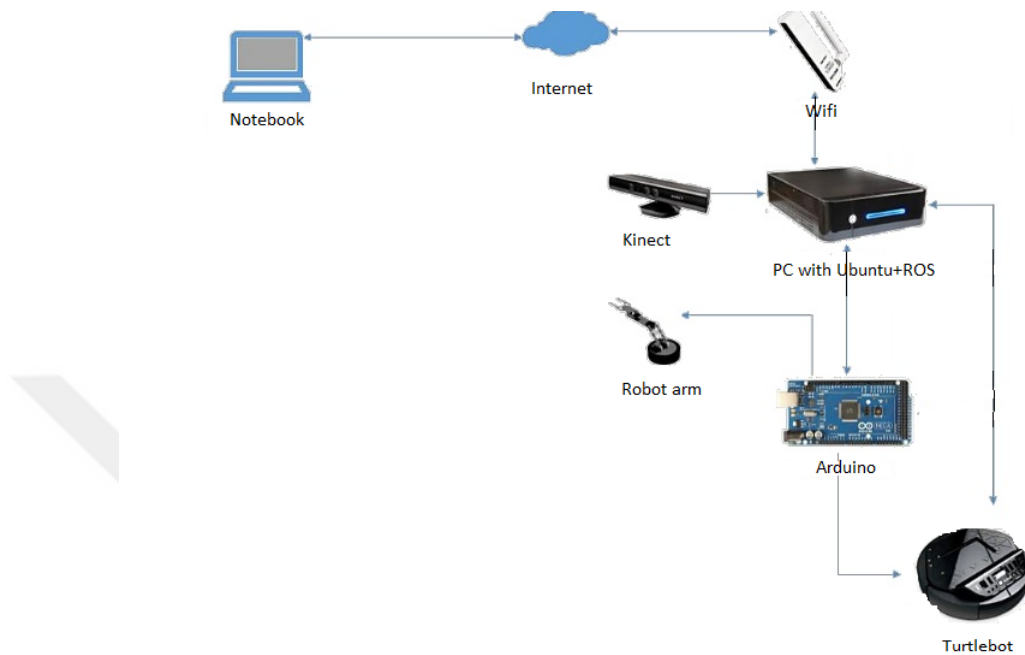 Internet
Notebook
Wifi
Kinect
PC with Ubuntu+ROS
Robot arm
Arduino
Turtlebot